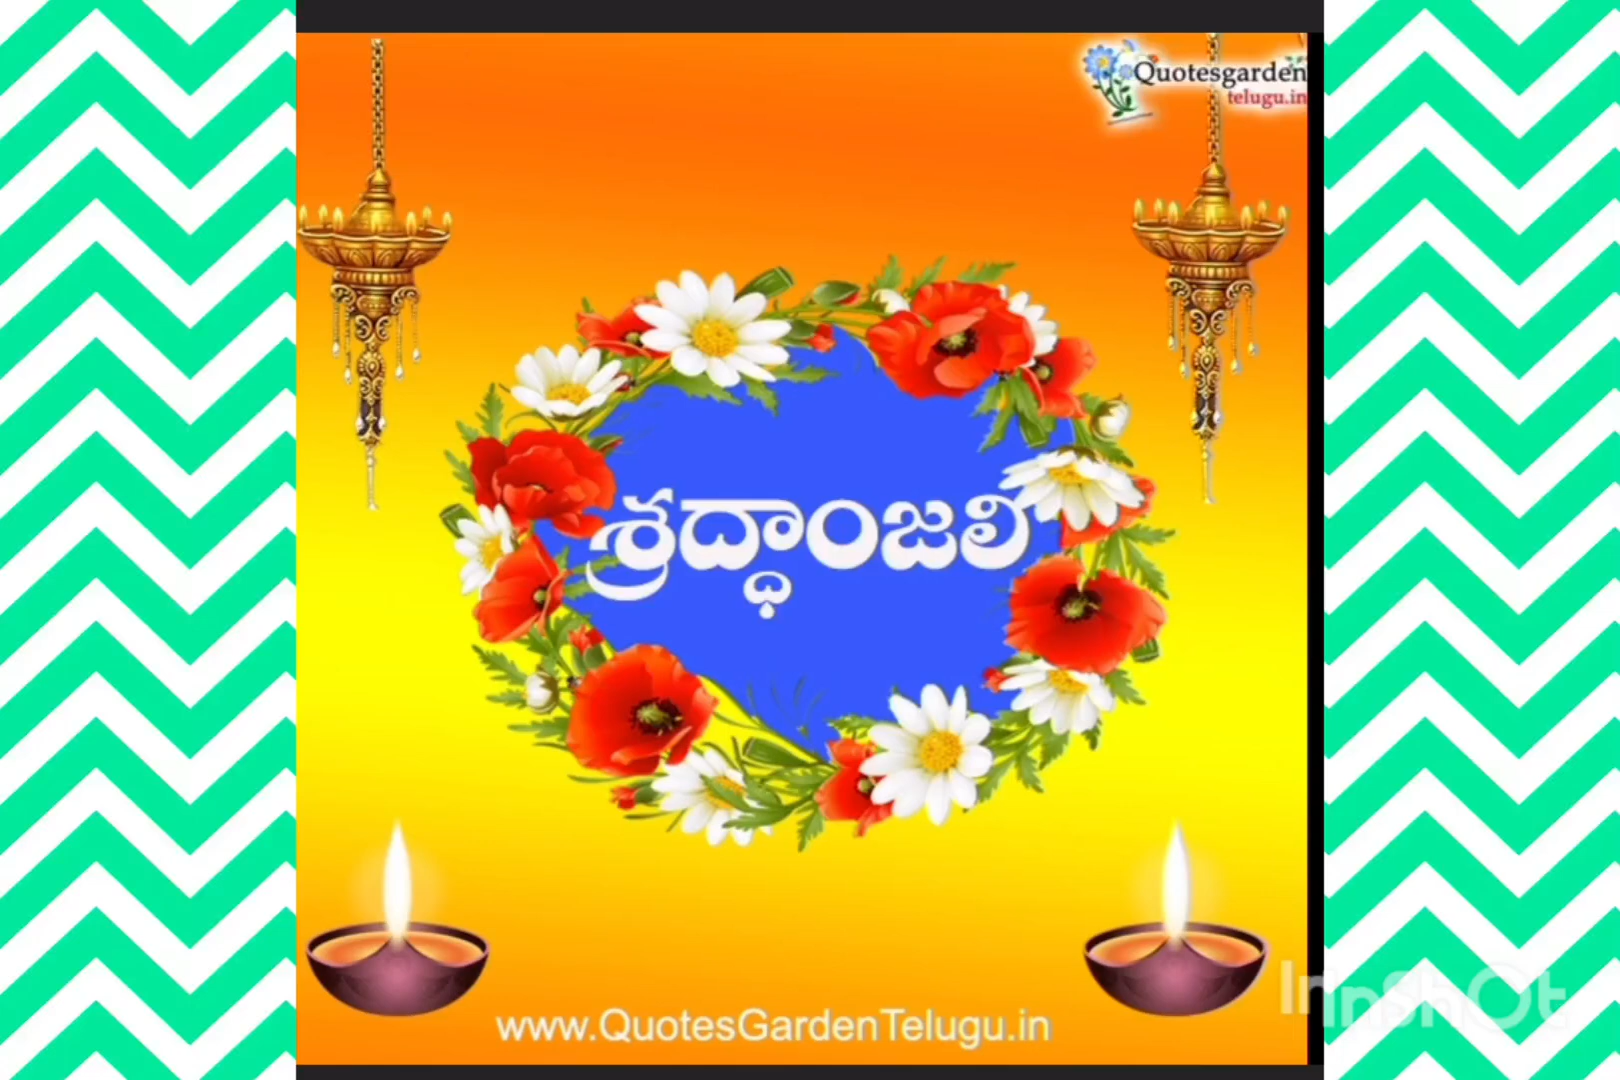 Quotesgarden
telugu.in
శ్రద్ధాంజలి
www.QuotesGardenTelugu.in
InShOt